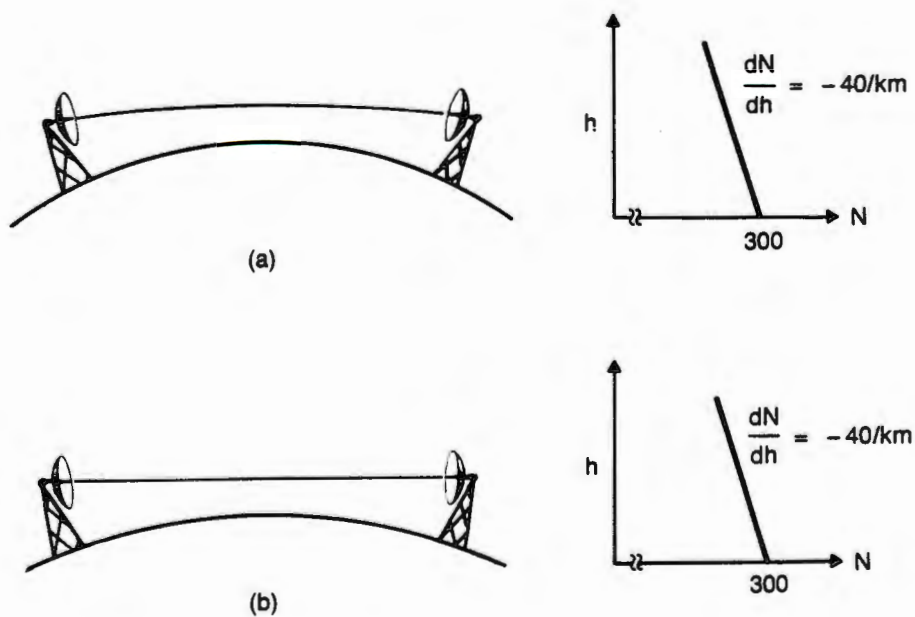 dN
dh
= − 40/km
h
N
300
(a)
dN
dh
= − 40/km
h
N
300
(b)